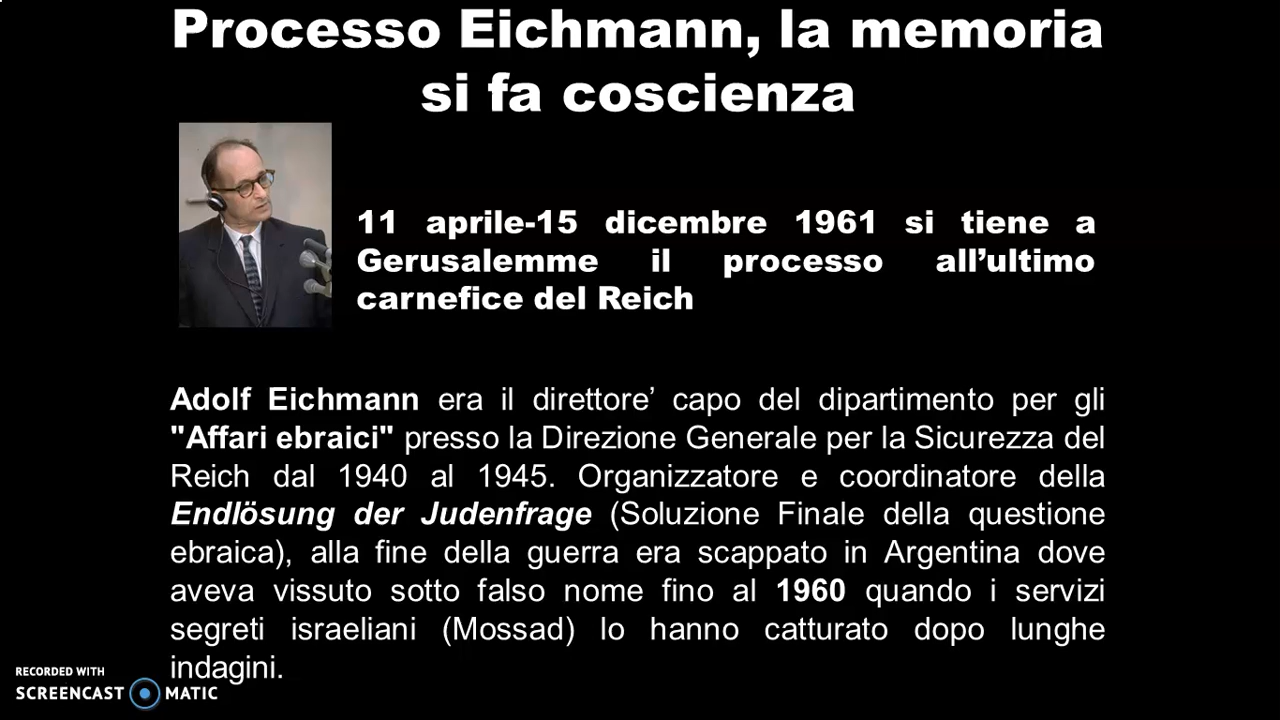 Processo Eichmann, la memoria
si fa coscienza
11 aprile-15 dicembre 1961 si tiene a
Gerusalemme il processo all’ultimo
carnefice del Reich
Adolf Eichmann era il direttore’ capo del dipartimento per gli
"Affari ebraici" presso la Direzione Generale per la Sicurezza del
Reich dal 1940 al 1945. Organizzatore e coordinatore della
Endlösung der Judenfrage (Soluzione Finale della questione
ebraica), alla fine della guerra era scappato in Argentina dove
aveva vissuto sotto falso nome fino al 1960 quando i servizi
segreti israeliani (Mossad) lo hanno catturato dopo lunghe
indagini.
RECORDED WITH
SCREENCAST MATIC